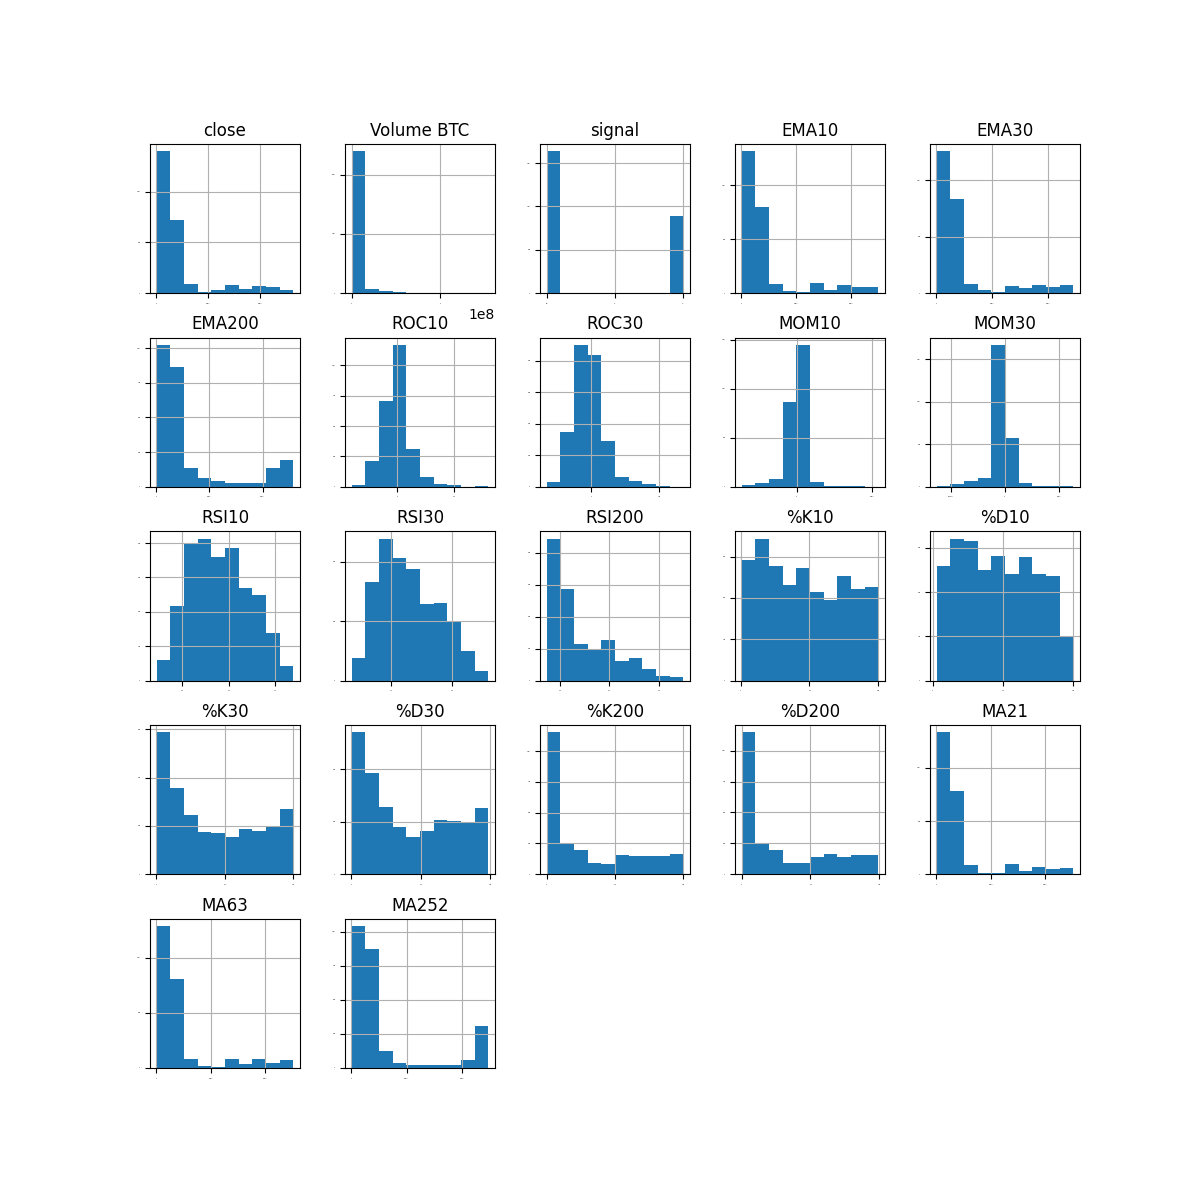 close Volume BTC signal EMA10 EMA30
1e8
EMA200 ROC10 ROC30 MOM10 MOM30
RSI10 RSI30 RSI200 %K10 %D10
%K30 %D30 %K200 %D200 MA21
MA63 MA252